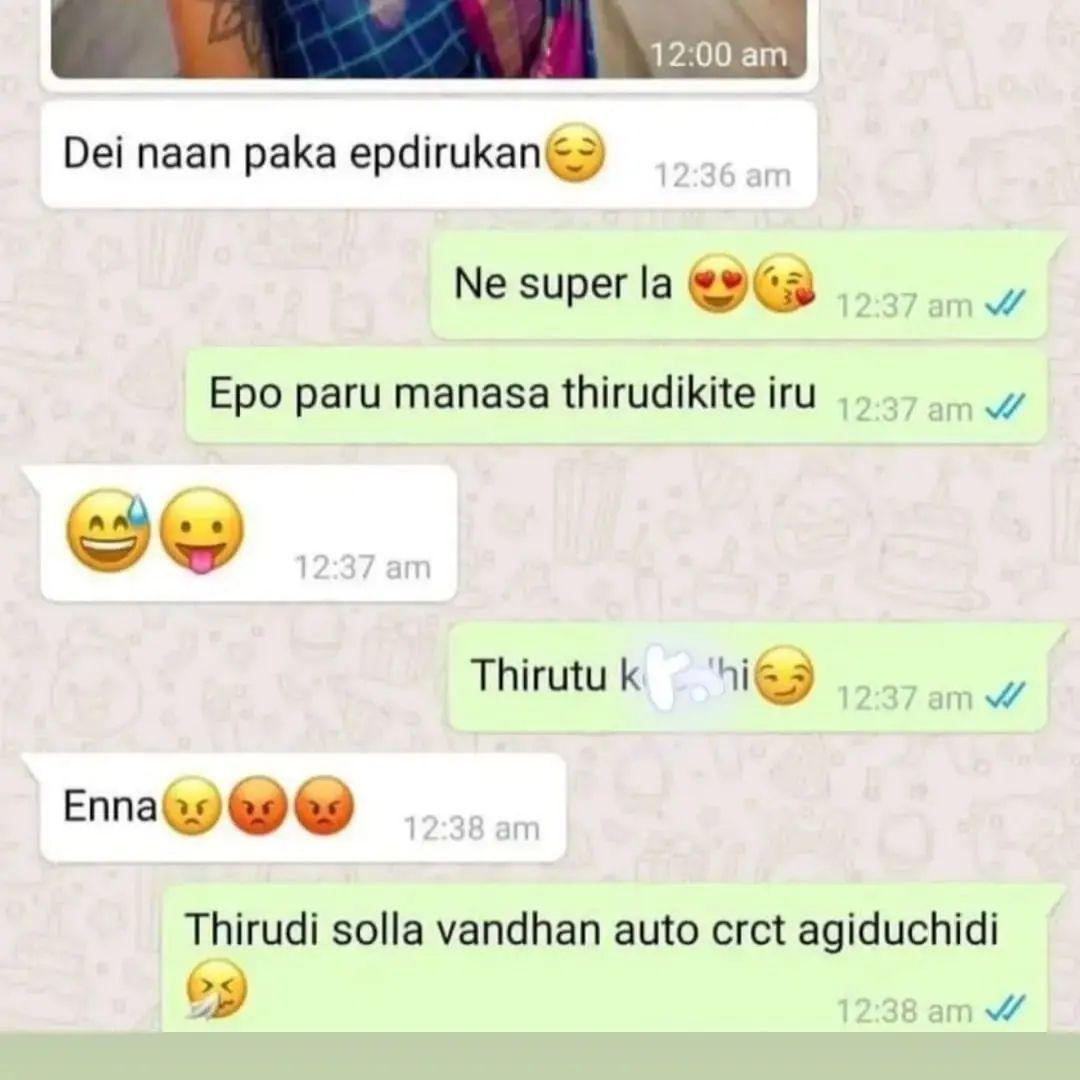 12:00 am
Dei naan paka epdirukan😌 12:36 am
Ne super la 😍😘 12:37 am
Epo paru manasa thirudikite iru 12:37 am
😅😛 12:37 am
Thirutu 😏 12:37 am
Enna😠😡😡 12:38 am
Thirudi solla vandhan auto crct agiduchidi
🤧 12:38 am